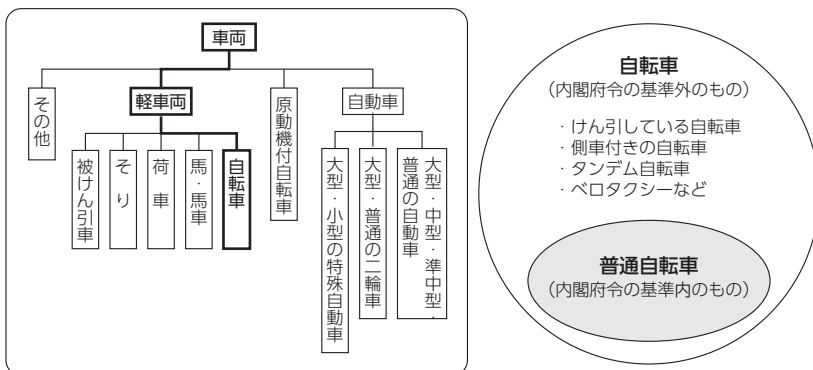 車両
その他
軽車両
原動機付自転車
自動車
被けん引車
そり
荷車
馬・馬車
自転車
大型・小型の特殊自動車
大型・普通の二輪車
大型・中型・準中型・
普通の自動車
自転車
(内閣府令の基準外のもの)
・けん引している自転車
・側車付きの自転車
・タンデム自転車
・ベロタクシーなど
普通自転車
(内閣府令の基準内のもの)